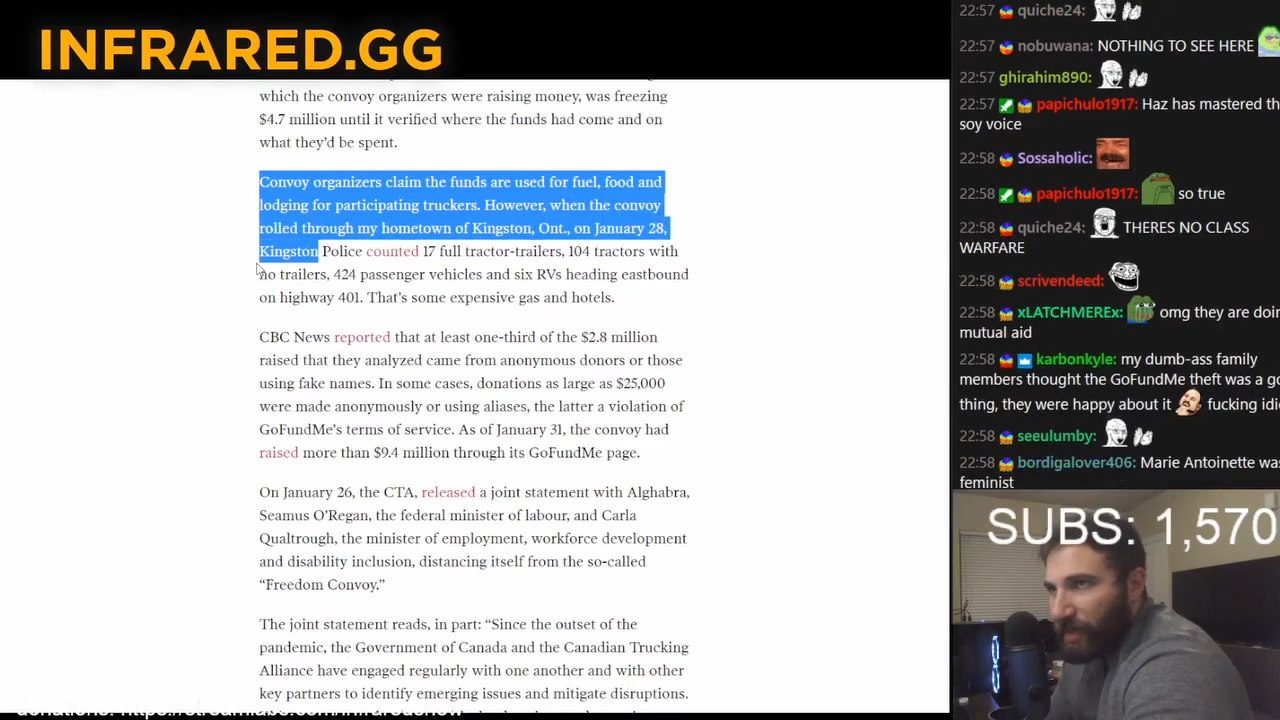 INFRARED.GG
which the convoy organizers were raising money, was freezing
$4.7 million until it verified where the funds had come and on
what they'd be spent.
Convoy organizers claim the funds are used for fuel, food and
lodging for participating truckers. However, when the convoy
rolled through my hometown of Kingston, Ont., on January 28,
Kingston Police counted 17 full tractor-trailers, 104 tractors with
no trailers, 424 passenger vehicles and six RVs heading eastbound
on highway 401. That's some expensive gas and hotels.
CBC News reported that at least one-third of the $2.8 million
raised that they analyzed came from anonymous donors or those
using fake names. In some cases, donations as large as $25,000
were made anonymously or using aliases, the latter a violation of
GoFundMe's terms of service. As of January 31, the convoy had
raised more than $9.4 million through its GoFundMe page.
On January 26, the CTA, released a joint statement with Alghabra,
Seamus O'Regan, the federal minister of labour, and Carla
Qualtrough, the minister of employment, workforce development
and disability inclusion, distancing itself from the so-called
“Freedom Convoy.”
The joint statement reads, in part: “Since the outset of the
pandemic, the Government of Canada and the Canadian Trucking
Alliance have engaged regularly with one another and with other
key partners to identify emerging issues and mitigate disruptions.
22:57 quiche24:
22:57 nobuwana: NOTHING TO SEE HERE
22:57 ghirahim890:
22:57 papichulo1917: Haz has mastered th
soy voice
22:58 Sossaholic:
22:58 papichulo1917: so true
22:58 quiche24: THERES NO CLASS
WARFARE
22:58 scrivendeed:
22:58 xLATCHMEREx: omg they are doin
mutual aid
22:58 karbonkyle: my dumb-ass family
members thought the GoFundMe theft was a go
thing, they were happy about it fucking idio
22:58 seeulumby:
22:58 bordigalover406: Marie Antoinette was
feminist
SUBS: 1,570